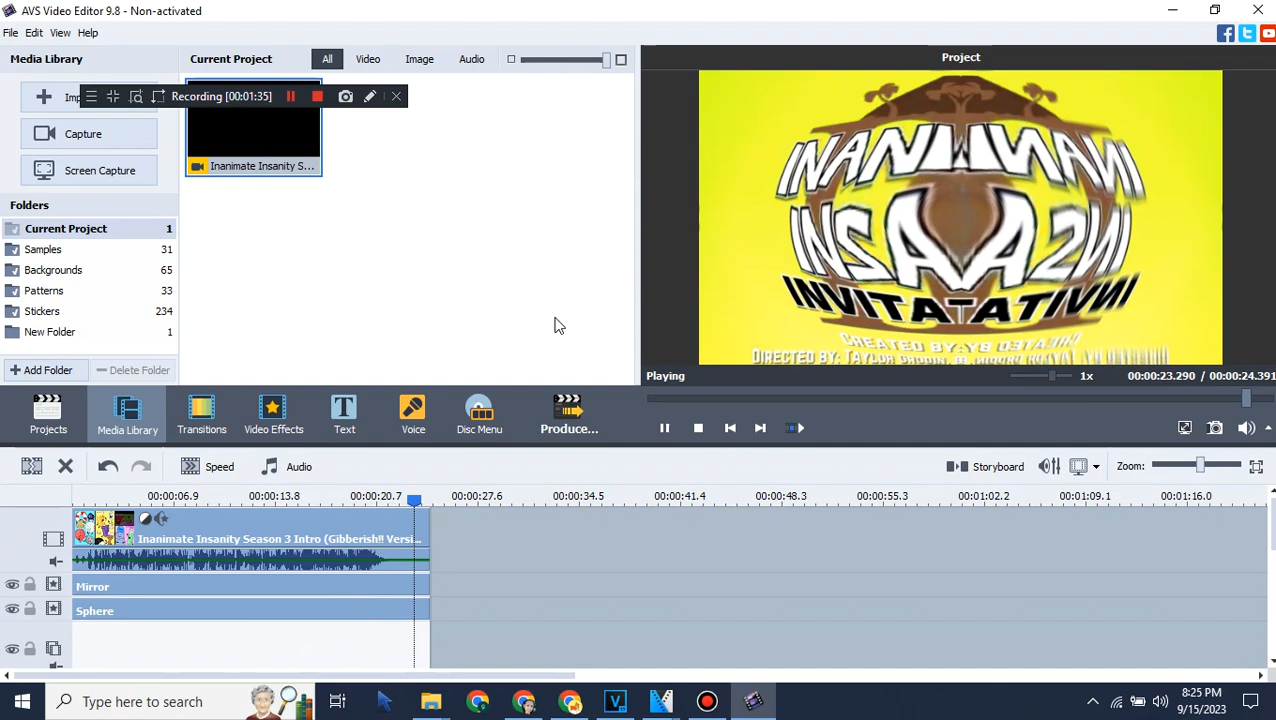 AVS Video Editor 9.8 - Non-activated
File Edit View Help
Media Library
Current Project All Video Image Audio
Project
Recording [00:01:35]
Capture
Screen Capture
Inanimate Insanity S...
Folders
Current Project 1
Samples 31
Backgrounds 65
Patterns 33
Stickers 234
New Folder 1
Add Folder Delete Folder
INVITA
CREATED BY:
DIRECTED BY: TAYLOR
Playing 1x 00:00:23.290 / 00:00:24.391
Projects Media Library Transitions Video Effects Text Voice Disc Menu Produce...
Speed Audio Storyboard Zoom:
00:00:06.9 00:00:13.8 00:00:20.7 00:00:27.6 00:00:34.5 00:00:41.4 00:00:48.3 00:00:55.3 00:01:02.2 00:01:09.1 00:01:16.0
Inanimate Insanity Season 3 Intro (Gibberish!! Versi...
Mirror
Sphere
Type here to search
8:25 PM
9/15/2023